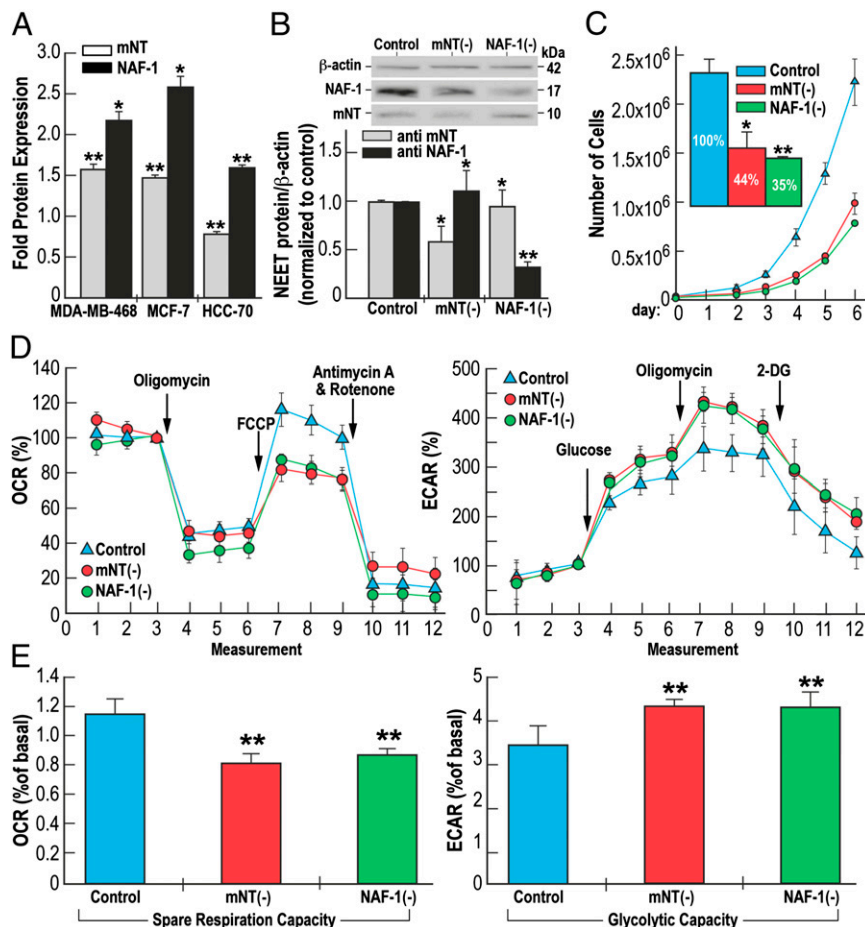 A
mNT
NAF-1
Fold Protein Expression
3.0
2.5
2.0
1.5
1.0
0.5
0
** * ** * ** **
MDA-MB-468 MCF-7 HCC-70
B
Control mNT(-) NAF-1(-) kDa
β-actin 42
NAF-1 17
mNT 10
anti mNT
anti NAF-1
NEET protein/β-actin
(normalized to control)
2.0
1.5
1.0
0.5
0
* * * **
Control mNT(-) NAF-1(-)
C
Number of Cells
2.5x10⁶
2.0x10⁶
1.5x10⁶
1.0x10⁶
0.5x10⁶
Control
mNT(-)
NAF-1(-)
* **
100% 44% 35%
day: 0 1 2 3 4 5 6
D
OCR (%)
140
120
100
80
60
40
20
0
Oligomycin
FCCP
Antimycin A
& Rotenone
Control
mNT(-)
NAF-1(-)
0 1 2 3 4 5 6 7 8 9 10 11 12
Measurement
ECAR (%)
500
400
300
200
100
0
Control
mNT(-)
NAF-1(-)
Glucose
Oligomycin
2-DG
0 1 2 3 4 5 6 7 8 9 10 11 12
Measurement
E
OCR (%of basal)
1.4
1.2
1.0
0.8
0.6
0.4
0.2
0
** **
Control mNT(-) NAF-1(-)
Spare Respiration Capacity
ECAR (%of basal)
5
4
4
3
2
1
0
** **
Control mNT(-) NAF-1(-)
Glycolytic Capacity